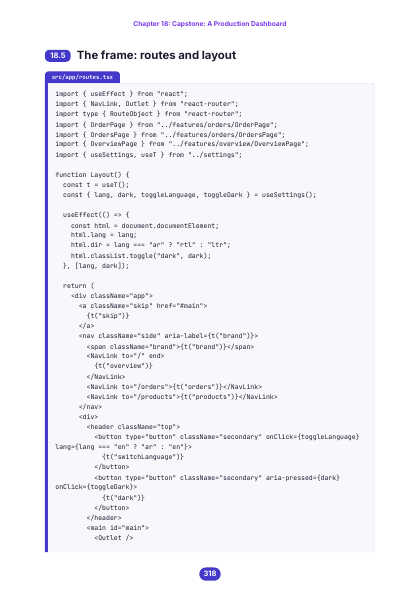 Chapter 18: Capstone: A Production Dashboard
18.5 The frame: routes and layout
src/app/routes.tsx
import { useEffect } from "react";
import { NavLink, Outlet } from "react-router";
import type { RouteObject } from "react-router";
import { OrderPage } from "../features/orders/OrderPage";
import { OrdersPage } from "../features/orders/OrdersPage";
import { OverviewPage } from "../features/overview/OverviewPage";
import { useSettings, useT } from "../settings";

function Layout() {
  const t = useT();
  const { lang, dark, toggleLanguage, toggleDark } = useSettings();

  useEffect(() => {
    const html = document.documentElement;
    html.lang = lang;
    html.dir = lang === "ar" ? "rtl" : "ltr";
    html.classList.toggle("dark", dark);
  }, [lang, dark]);

  return (
    <div className="app">
      <a className="skip" href="#main">
        {t("skip")}
      </a>
      <nav className="side" aria-label={t("brand")}>
        <span className="brand">{t("brand")}</span>
        <NavLink to="/" end>
          {t("overview")}
        </NavLink>
        <NavLink to="/orders">{t("orders")}</NavLink>
        <NavLink to="/products">{t("products")}</NavLink>
      </nav>
      <div>
        <header className="top">
          <button type="button" className="secondary" onClick={toggleLanguage}
lang={lang === "en" ? "ar" : "en"}>
            {t("switchLanguage")}
          </button>
          <button type="button" className="secondary" aria-pressed={dark}
onClick={toggleDark}>
            {t("dark")}
          </button>
        </header>
        <main id="main">
          <Outlet />
318